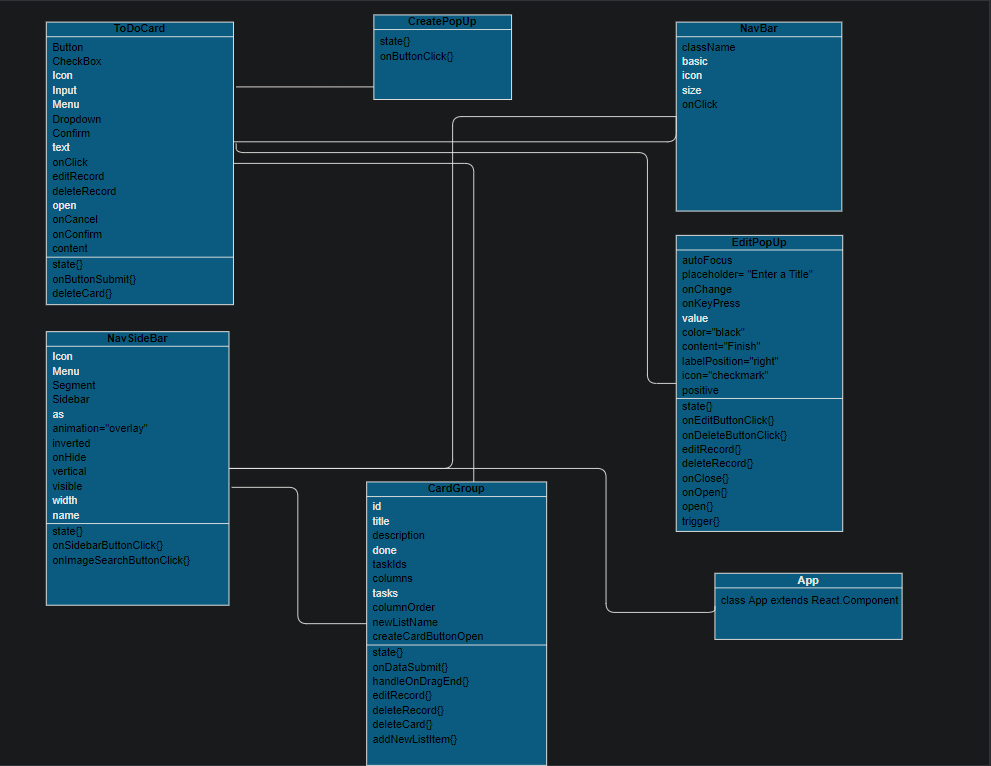 ToDoCard
Button
CheckBox
Icon
Input
Menu
Dropdown
Confirm
text
onClick
editRecord
deleteRecord
open
onCancel
onConfirm
content
state{}
onButtonSubmit{}
deleteCard{}
CreatePopUp
state{}
onButtonClick{}
NavBar
className
basic
icon
size
onClick
EditPopUp
autoFocus
placeholder= "Enter a Title"
onChange
onKeyPress
value
color="black"
content="Finish"
labelPosition="right"
icon="checkmark"
positive
state{}
onEditButtonClick{}
onDeleteButtonClick{}
editRecord{}
deleteRecord{}
onClose{}
onOpen{}
open{}
trigger{}
NavSideBar
Icon
Menu
Segment
Sidebar
as
animation="overlay"
inverted
onHide
vertical
visible
width
name
state{}
onSidebarButtonClick{}
onImageSearchButtonClick{}
CardGroup
id
title
description
done
taskIds
columns
tasks
columnOrder
newListName
createCardButtonOpen
state{}
onDataSubmit{}
handleOnDragEnd{}
editRecord{}
deleteRecord{}
deleteCard{}
addNewListItem{}
App
class App extends React.Component